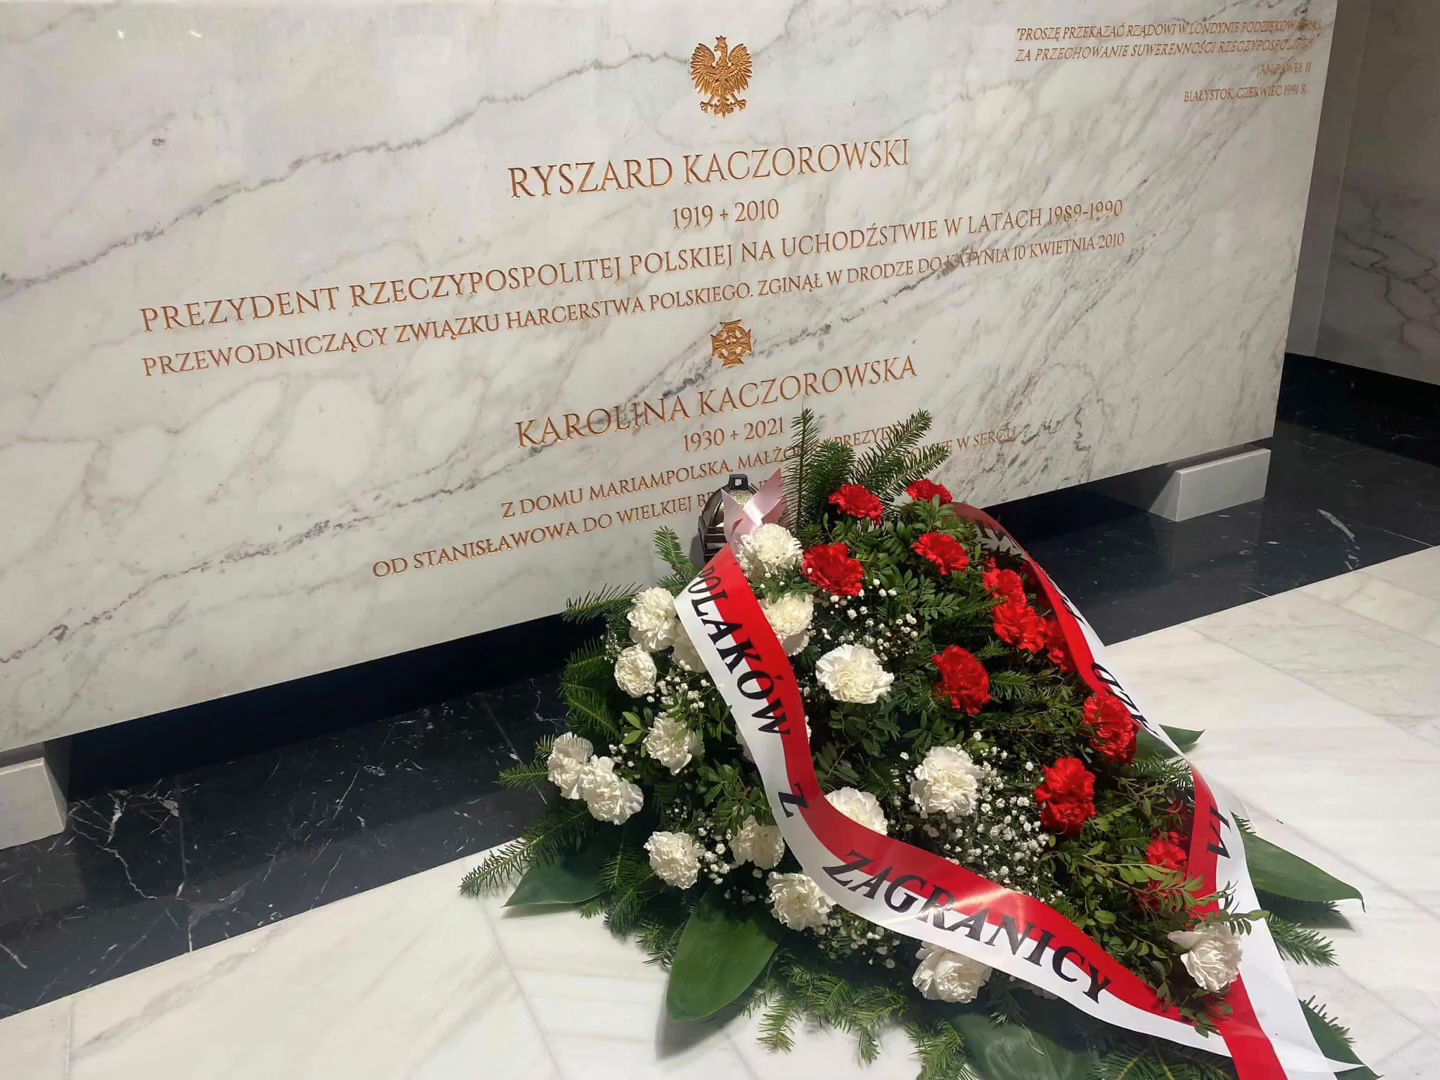 "PROSZĘ PRZEKAZAĆ RZĄDOWI W LONDYNIE PODZIĘKOWANIA
ZA PRZECHOWANIE SUWERENNOŚCI RZECZYPOSPOLITEJ"
JAN PAWEŁ II
BIAŁYSTOK, CZERWIEC 1991 R.
RYSZARD KACZOROWSKI
1919 + 2010
PREZYDENT RZECZYPOSPOLITEJ POLSKIEJ NA UCHODŹSTWIE W LATACH 1989-1990
PRZEWODNICZĄCY ZWIĄZKU HARCERSTWA POLSKIEGO. ZGINĄŁ W DRODZE DO KATYNIA 10 KWIETNIA 2010
KAROLINA KACZOROWSKA
1930 + 2021
Z DOMU MARIAMPOLSKA, W SERCU
OD STANISŁAWOWA DO WIELKIEJ
POLAKÓW Z ZAGRANICY